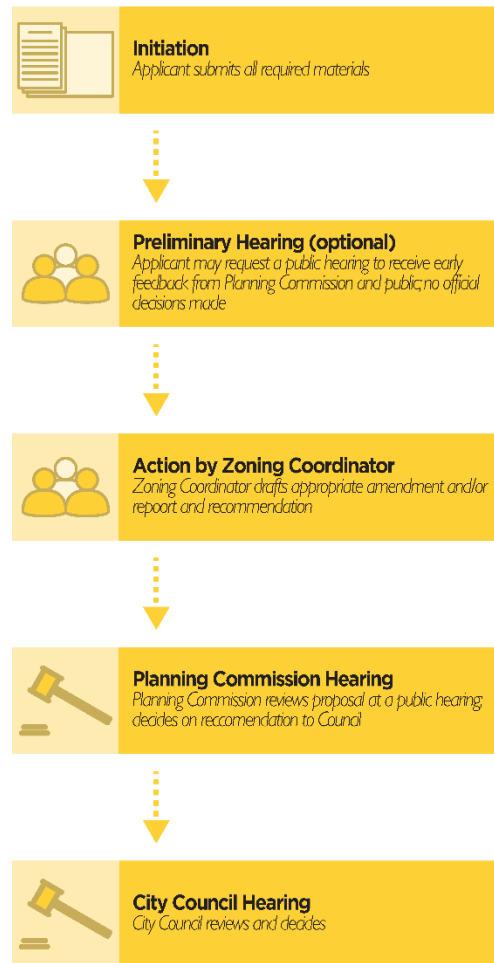 Initiation
Applicant submits all required materials
Preliminary Hearing (optional)
Applicant may request a public hearing to receive early
feedback from Planning Commission and public; no official
decisions made
Action by Zoning Coordinator
Zoning Coordinator drafts appropriate amendment and/or
repoort and recommendation
Planning Commission Hearing
Planning Commission reviews proposal at a public hearing;
decides on reccomendation to Council
City Council Hearing
City Council reviews and decides